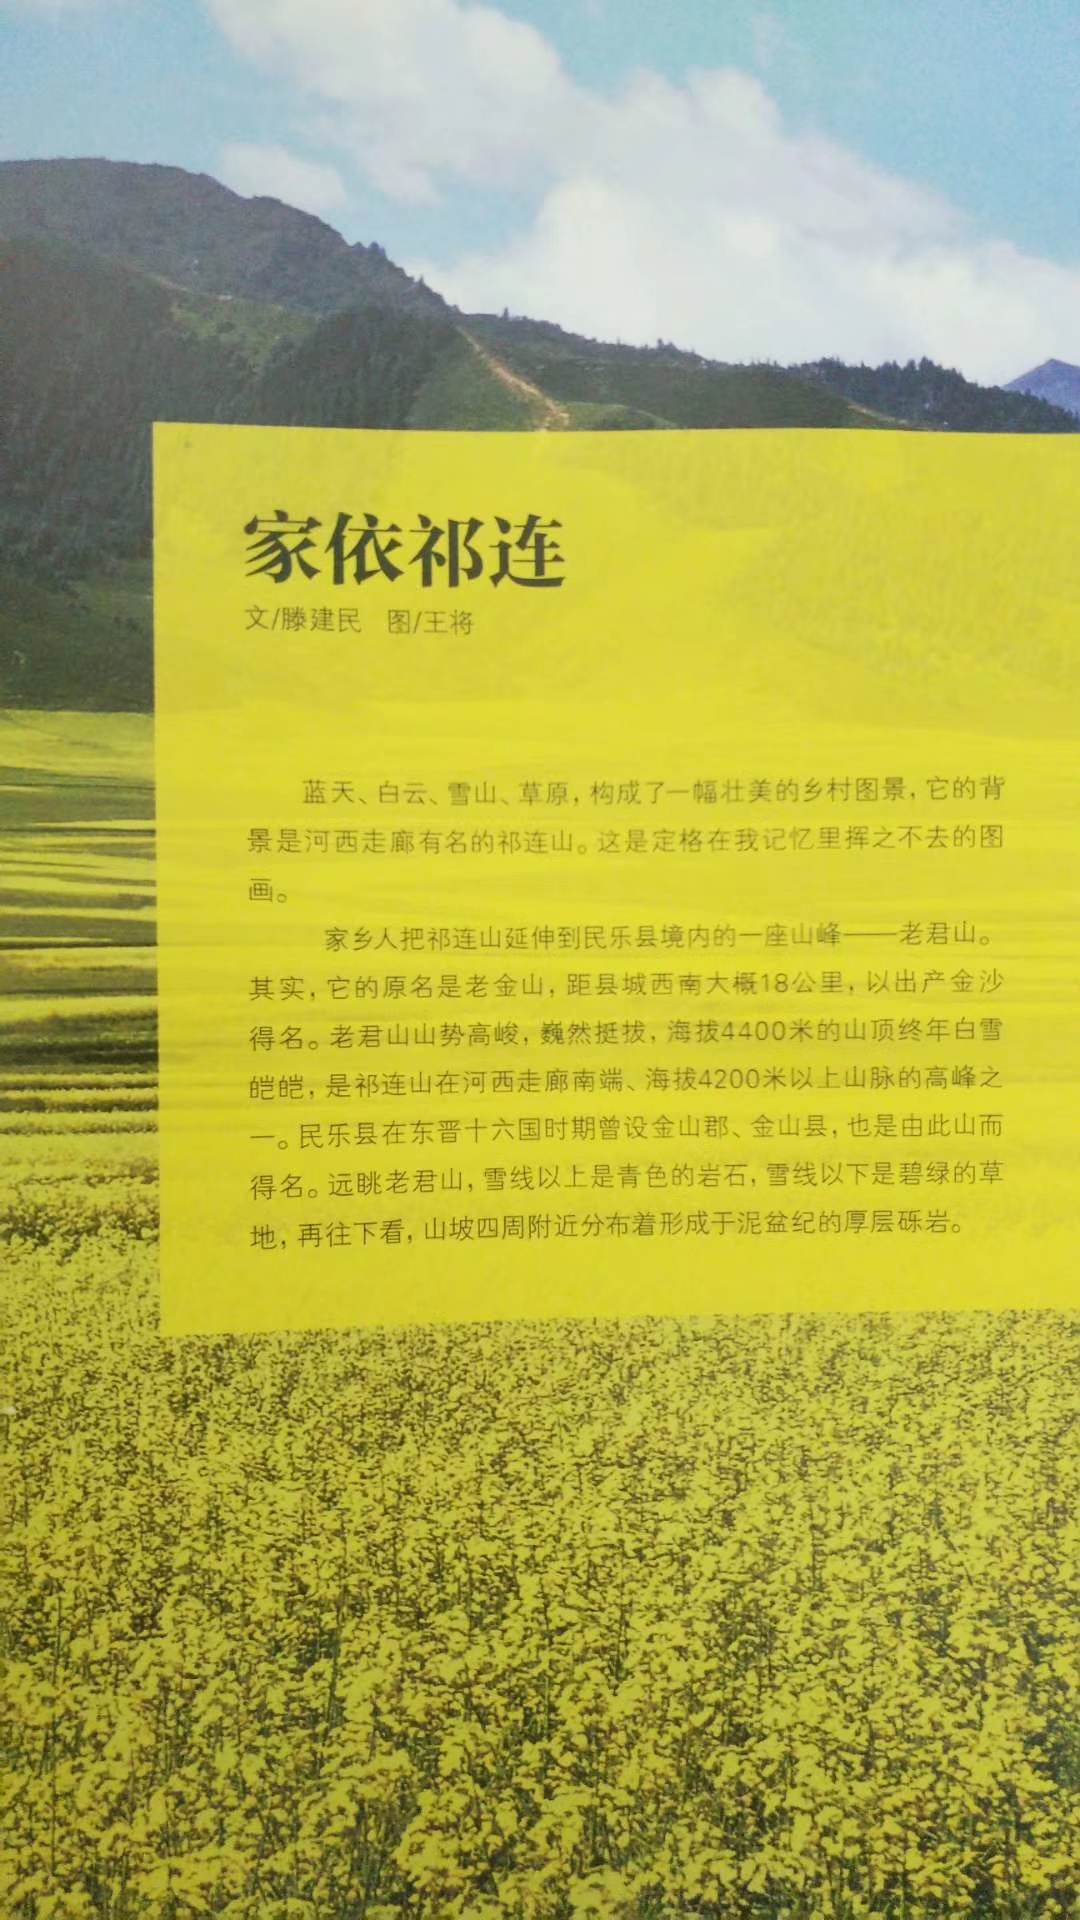 家依祁连
文/滕建民 图/王将
蓝天、白云、雪山、草原，构成了一幅壮美的乡村图景，它的背
景是河西走廊有名的祁连山。这是定格在我记忆里挥之不去的图
画。
家乡人把祁连山延伸到民乐县境内的一座山峰——老君山。
其实，它的原名是老金山，距县城西南大概18公里，以出产金沙
得名。老君山山势高峻，巍然挺拔，海拔4400米的山顶终年白雪
皑皑，是祁连山在河西走廊南端、海拔4200米以上山脉的高峰之
一。民乐县在东晋十六国时期曾设金山郡、金山县，也是由此山而
得名。远眺老君山，雪线以上是青色的岩石，雪线以下是碧绿的草
地，再往下看，山坡四周附近分布着形成于泥盆纪的厚层砾岩。